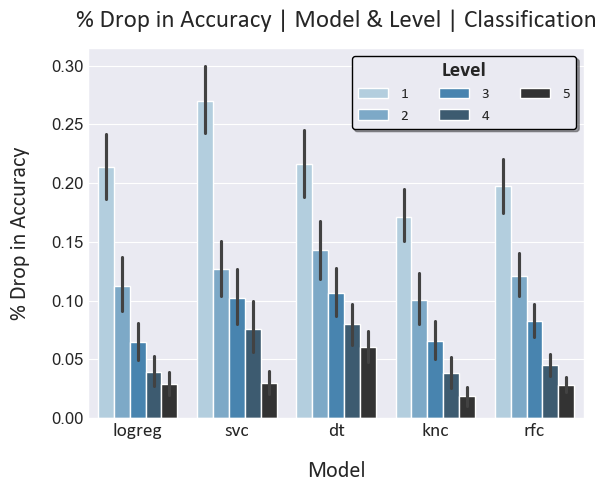 % Drop in Accuracy | Model & Level | Classification
Level
1 3 5
2 4
% Drop in Accuracy
0.30
0.25
0.20
0.15
0.10
0.05
0.00
logreg svc dt knc rfc
Model